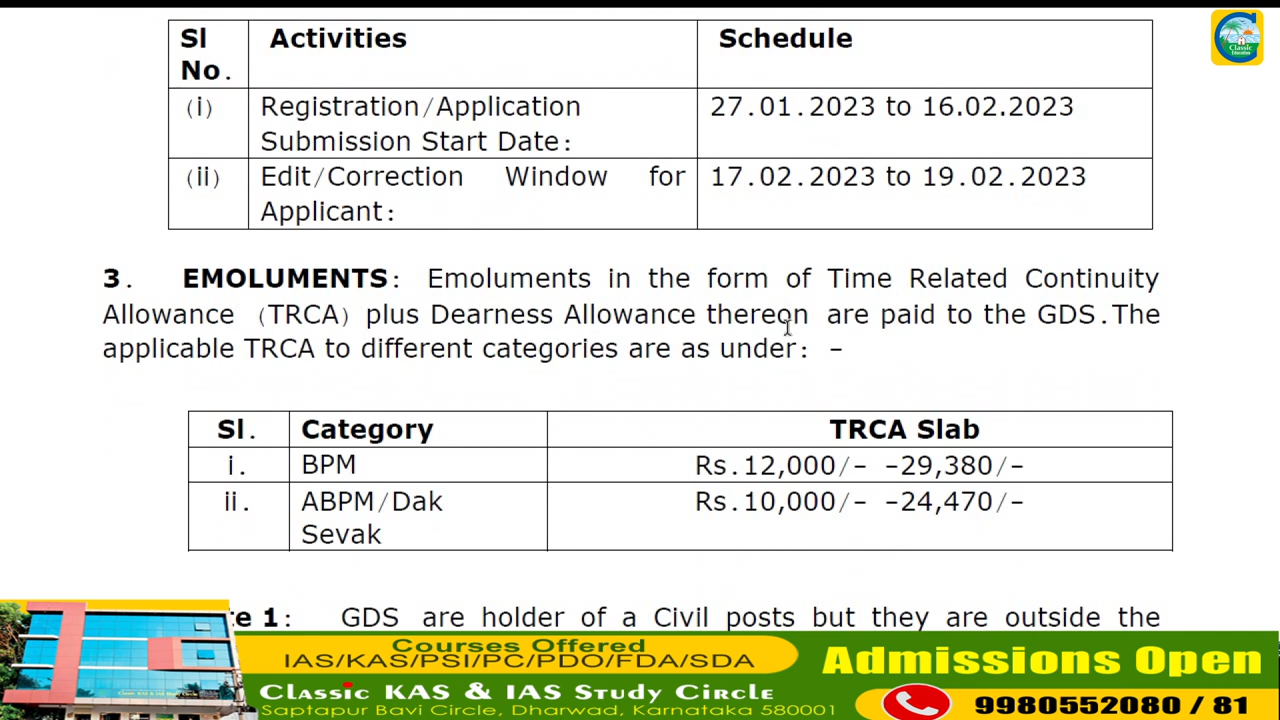 Sl No. Activities Schedule
(i) Registration/Application Submission Start Date: 27.01.2023 to 16.02.2023
(ii) Edit/Correction Window for Applicant: 17.02.2023 to 19.02.2023
3. EMOLUMENTS: Emoluments in the form of Time Related Continuity
Allowance (TRCA) plus Dearness Allowance thereon are paid to the GDS.The
applicable TRCA to different categories are as under: –
Sl. Category TRCA Slab
i. BPM Rs.12,000/– –29,380/–
ii. ABPM/Dak Sevak Rs.10,000/– –24,470/–
1: GDS are holder of a Civil posts but they are outside the
Courses Offered
IAS/KAS/PSI/PC/PDO/FDA/SDA
Classic KAS & IAS Study Circle
Saptapur Bavi Circle, Dharwad, Karnataka 580001
Admissions Open
9980552080 / 81
Classic
Education